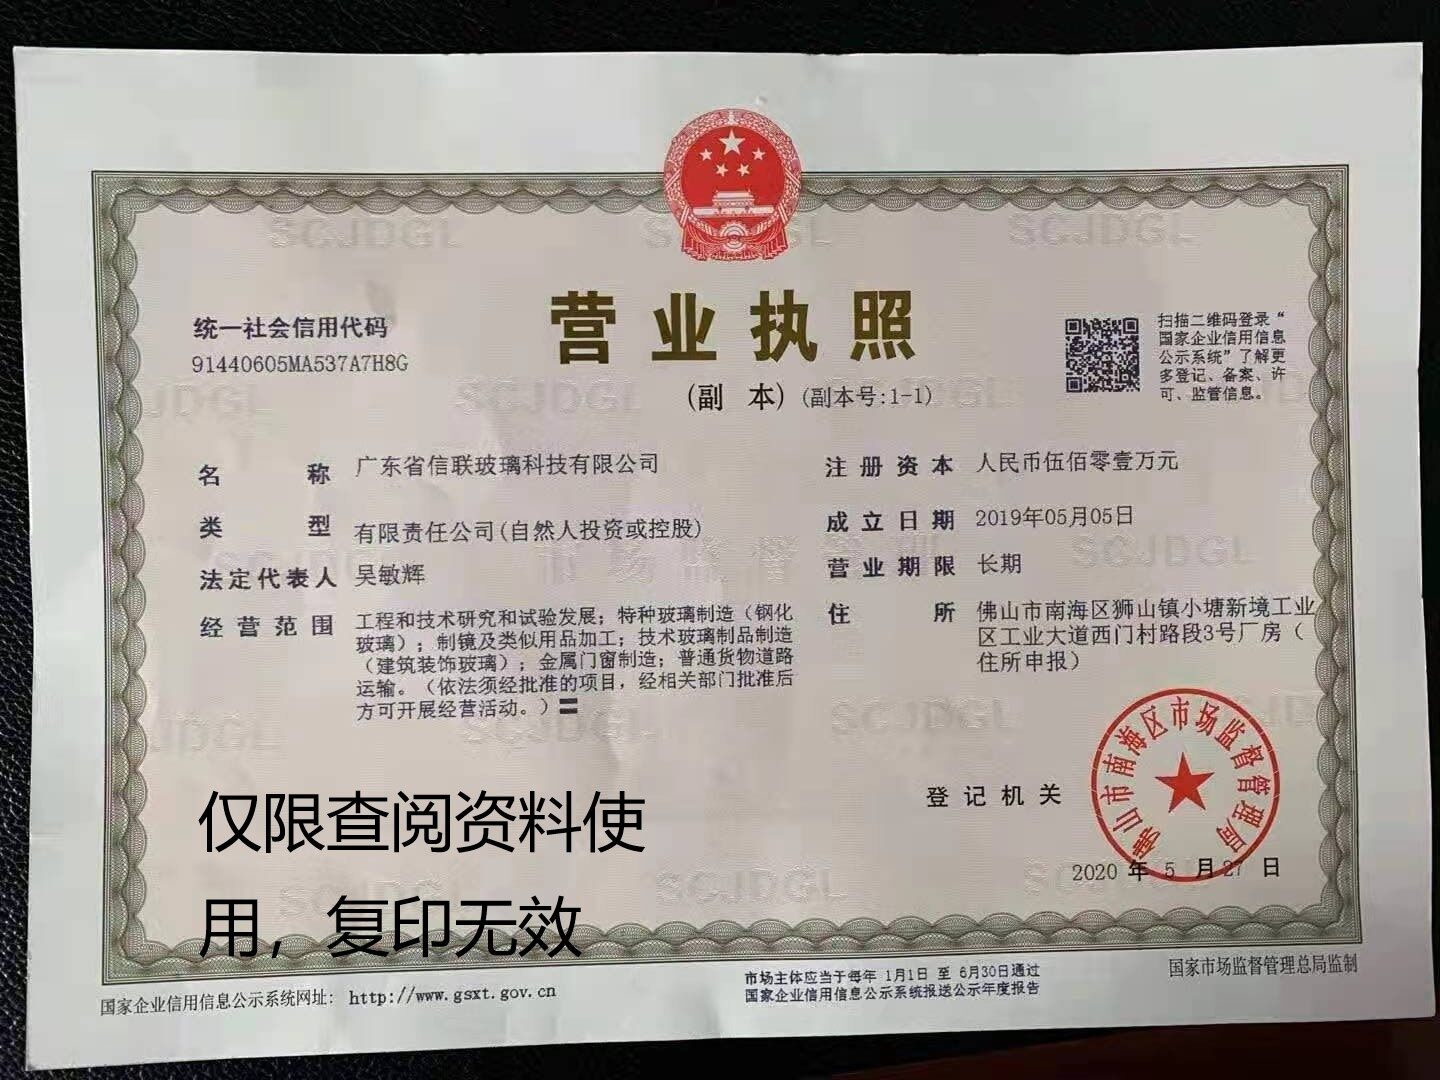 营业执照
(副 本) (副本号:1-1)
统一社会信用代码
91440605MA537A7H8G
扫描二维码登录“
国家企业信用信息
公示系统”了解更
多登记、备案、许
可、监管信息。
名称 广东省信联玻璃科技有限公司
类型 有限责任公司(自然人投资或控股)
法定代表人 吴敏辉
经营范围 工程和技术研究和试验发展；特种玻璃制造（钢化
玻璃）；制镜及类似用品加工；技术玻璃制品制造
（建筑装饰玻璃）；金属门窗制造；普通货物道路
运输。（依法须经批准的项目，经相关部门批准后
方可开展经营活动。）
注册资本 人民币伍佰零壹万元
成立日期 2019年05月05日
营业期限 长期
住所 佛山市南海区狮山镇小塘新境工业
区工业大道西门村路段3号厂房（
住所申报）
仅限查阅资料使
用，复印无效
登记机关
佛山市南海区市场监督管理局
2020 年 5 月 27 日
国家企业信用信息公示系统网址：http://www.gsxt.gov.cn
市场主体应当于每年 1月1日 至 6月30日通过
国家企业信用信息公示系统报送公示年度报告
国家市场监督管理总局监制
SCJDGL